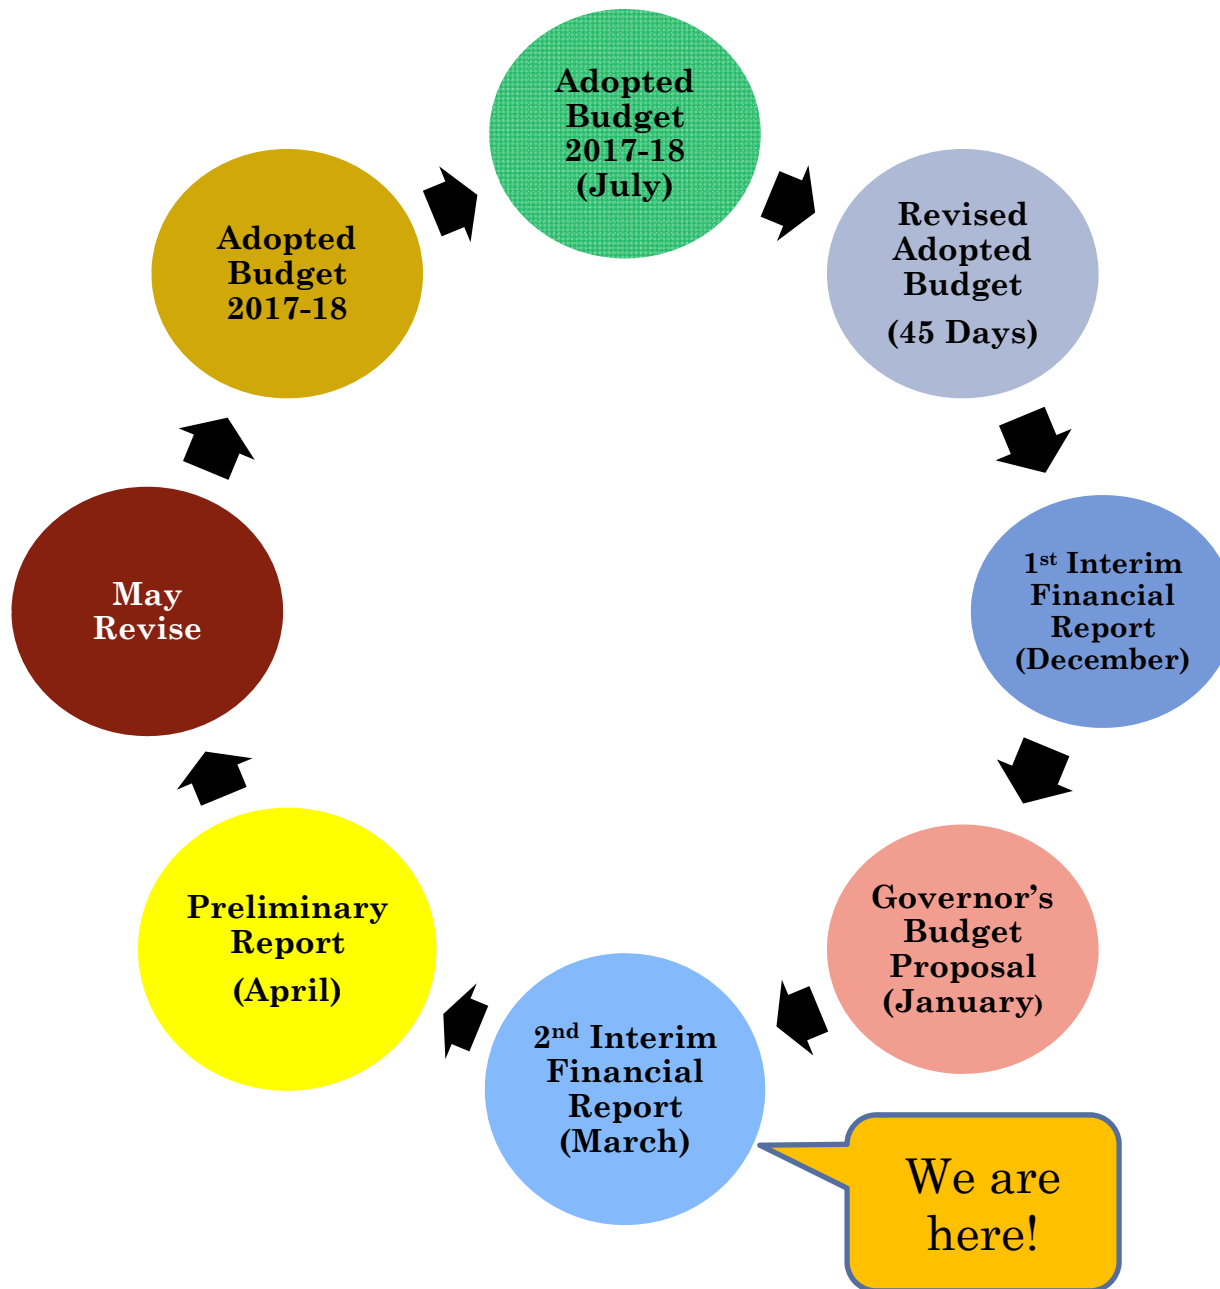 Adopted
Budget
2017-18
(July)
Revised
Adopted
Budget
(45 Days)
1st Interim
Financial
Report
(December)
Governor’s
Budget
Proposal
(January)
2nd Interim
Financial
Report
(March)
We are
here!
Preliminary
Report
(April)
May
Revise
Adopted
Budget
2017-18